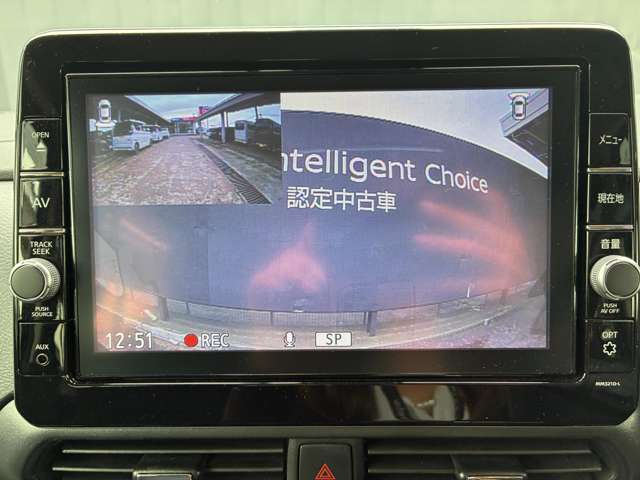 OPEN
AV
TRACK
SEEK
PUSH
SOURCE
AUX
ntelligent Choice
認定中古車
12:51
REC
SP
メニュー
現在地
音量
PUSH
AV OFF
OPT
MM321D-L